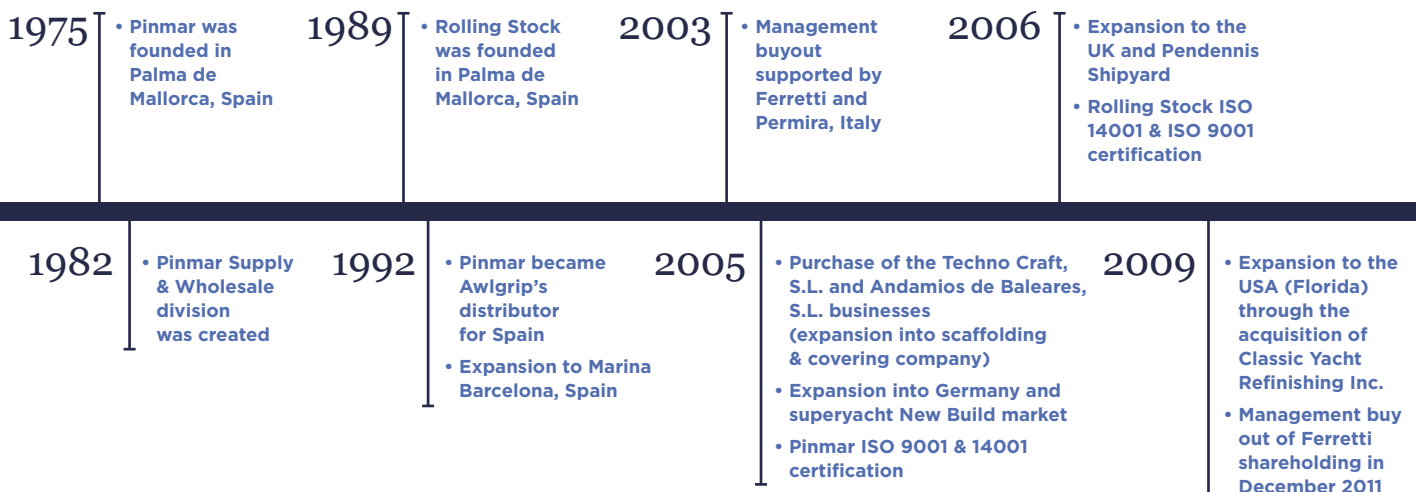 1975
• Pinmar was
founded in
Palma de
Mallorca, Spain
1989
• Rolling Stock
was founded
in Palma de
Mallorca, Spain
2003
• Management
buyout
supported by
Ferretti and
Permira, Italy
2006
• Expansion to the
UK and Pendennis
Shipyard
• Rolling Stock ISO
14001 & ISO 9001
certification
1982
• Pinmar Supply
& Wholesale
division
was created
1992
• Pinmar became
Awlgrip's
distributor
for Spain
• Expansion to Marina
Barcelona, Spain
2005
• Purchase of the Techno Craft,
S.L. and Andamios de Baleares,
S.L. businesses
(expansion into scaffolding
& covering company)
• Expansion into Germany and
superyacht New Build market
• Pinmar ISO 9001 & 14001
certification
2009
• Expansion to the
USA (Florida)
through the
acquisition of
Classic Yacht
Refinishing Inc.
• Management buy
out of Ferretti
shareholding in
December 2011